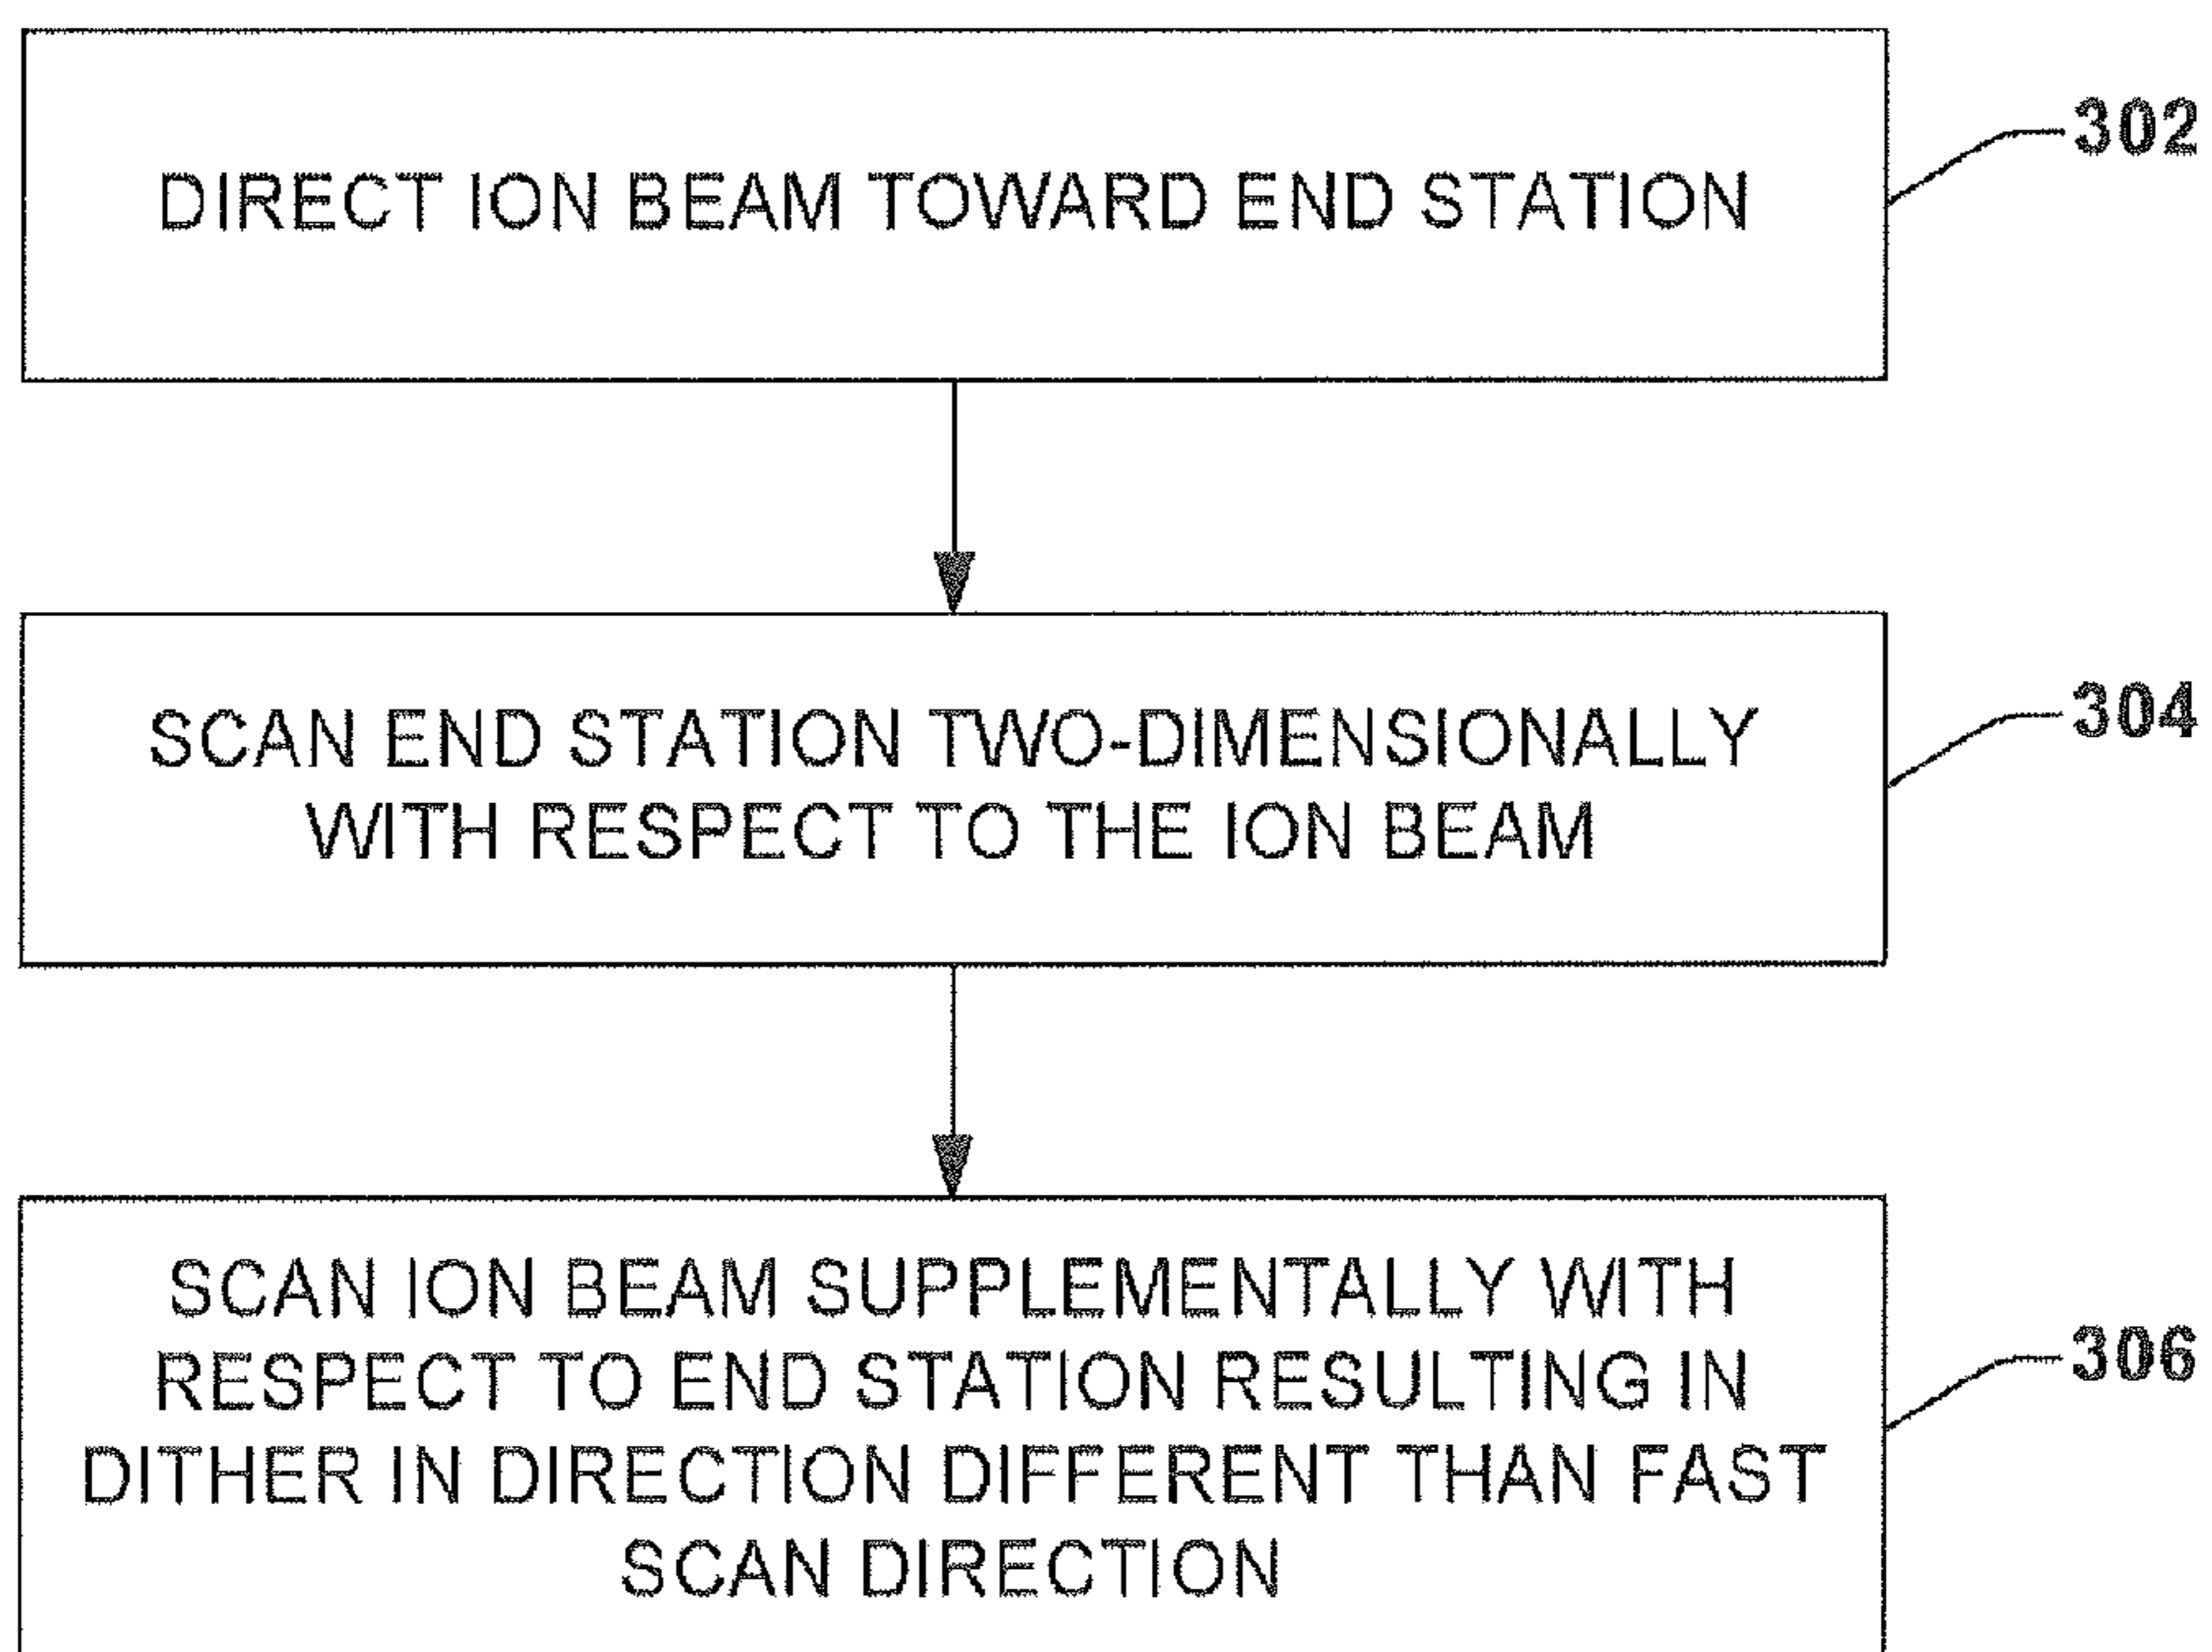 302
DIRECT ION BEAM TOWARD END STATION
304
SCAN END STATION TWO-DIMENSIONALLY
WITH RESPECT TO THE ION BEAM
306
SCAN ION BEAM SUPPLEMENTALLY WITH
RESPECT TO END STATION RESULTING IN
DITHER IN DIRECTION DIFFERENT THAN FAST
SCAN DIRECTION